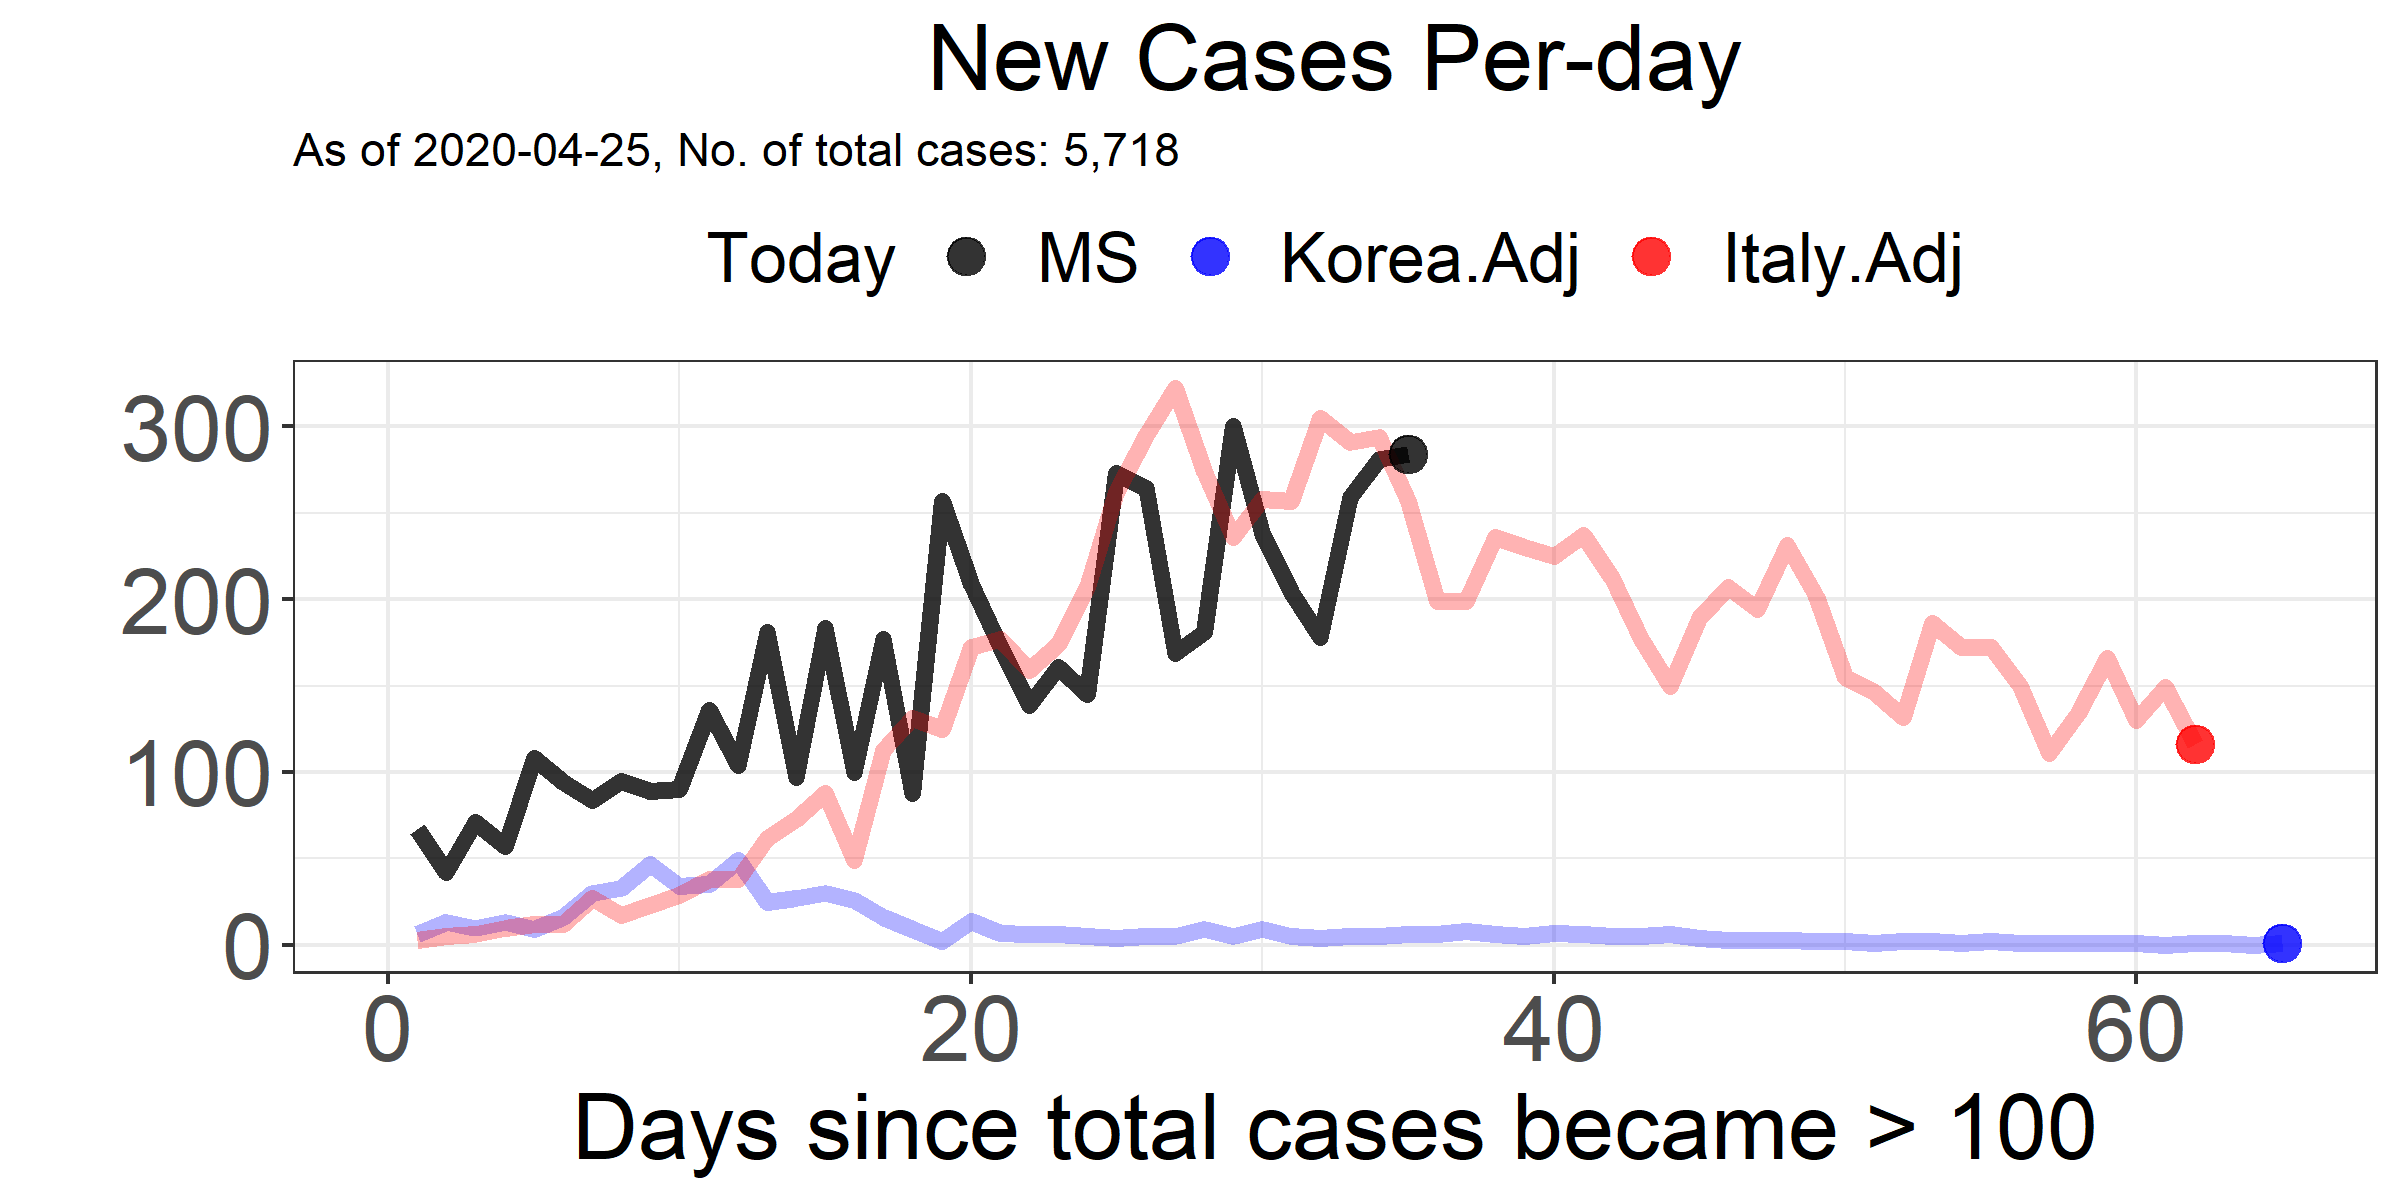 New Cases Per-day
As of 2020-04-25, No. of total cases: 5,718
Today MS Korea.Adj Italy.Adj
300
200
100
0
0 20 40 60
Days since total cases became > 100